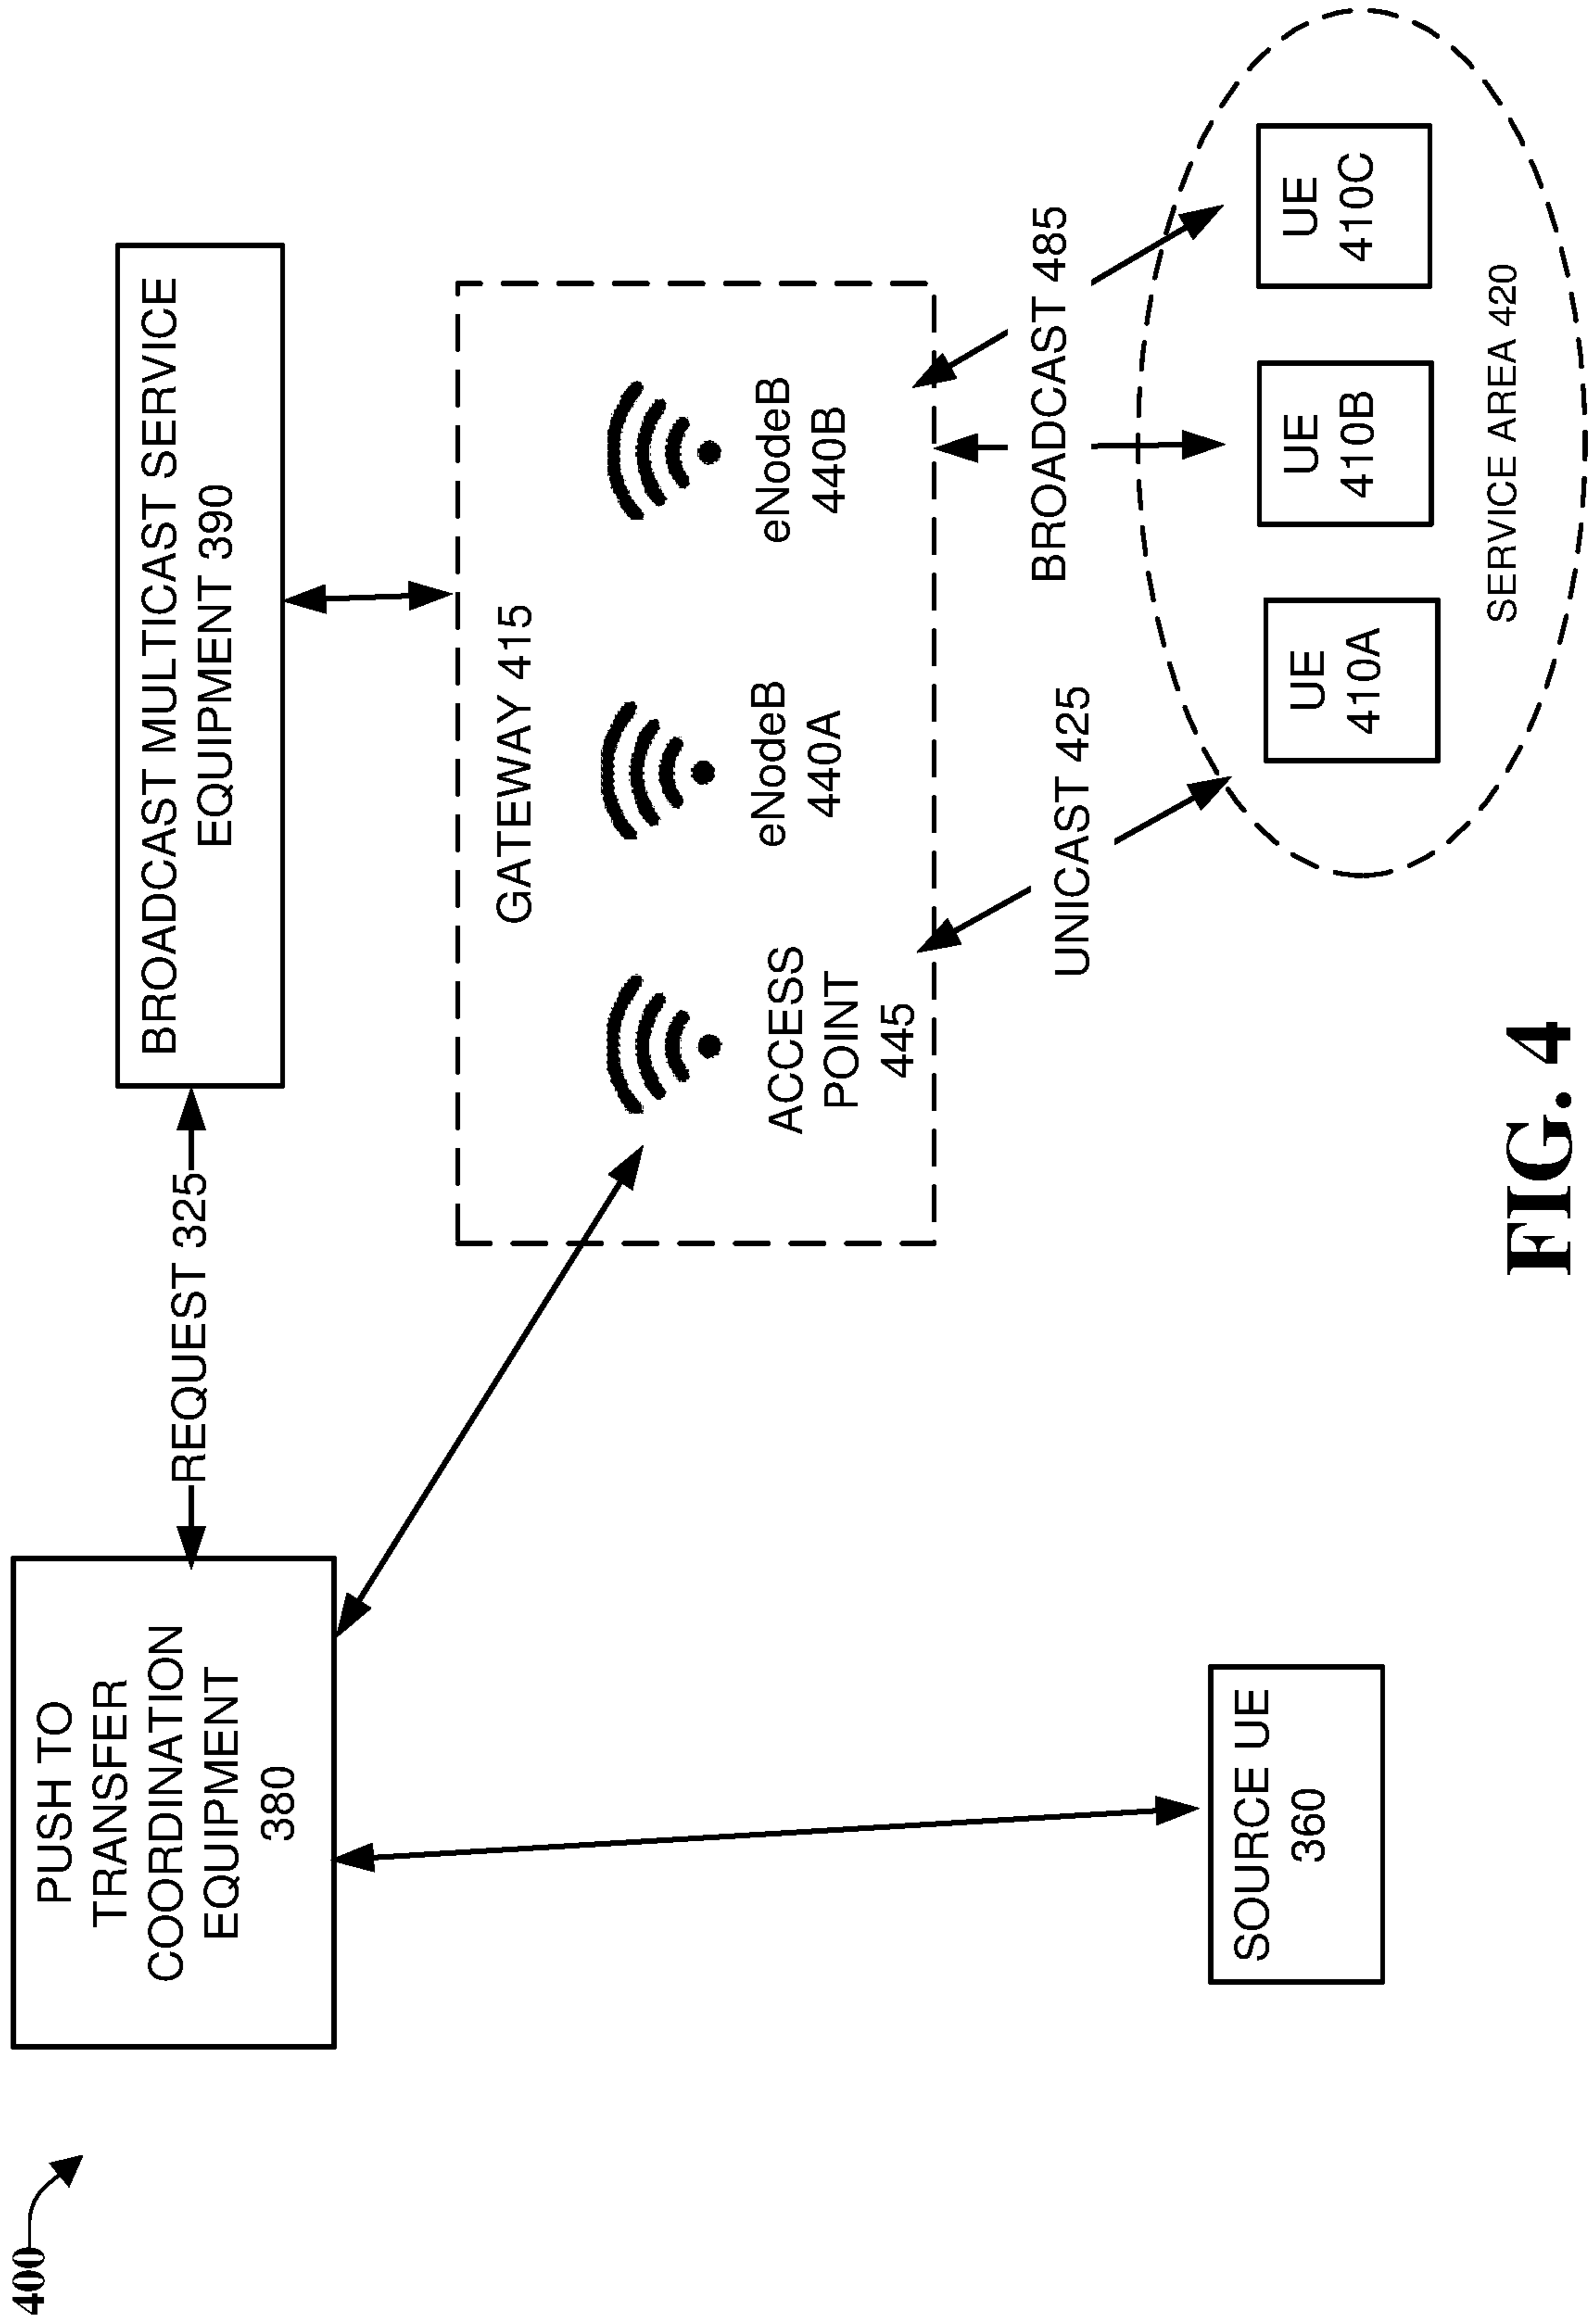 400
PUSH TO
TRANSFER
COORDINATION
EQUIPMENT
380
REQUEST 325
BROADCAST MULTICAST SERVICE
EQUIPMENT 390
GATEWAY 415
ACCESS
POINT
445
eNodeB
440A
eNodeB
440B
UNICAST 425
BROADCAST 485
SOURCE UE
360
UE
410A
UE
410B
UE
410C
SERVICE AREA 420
FIG. 4